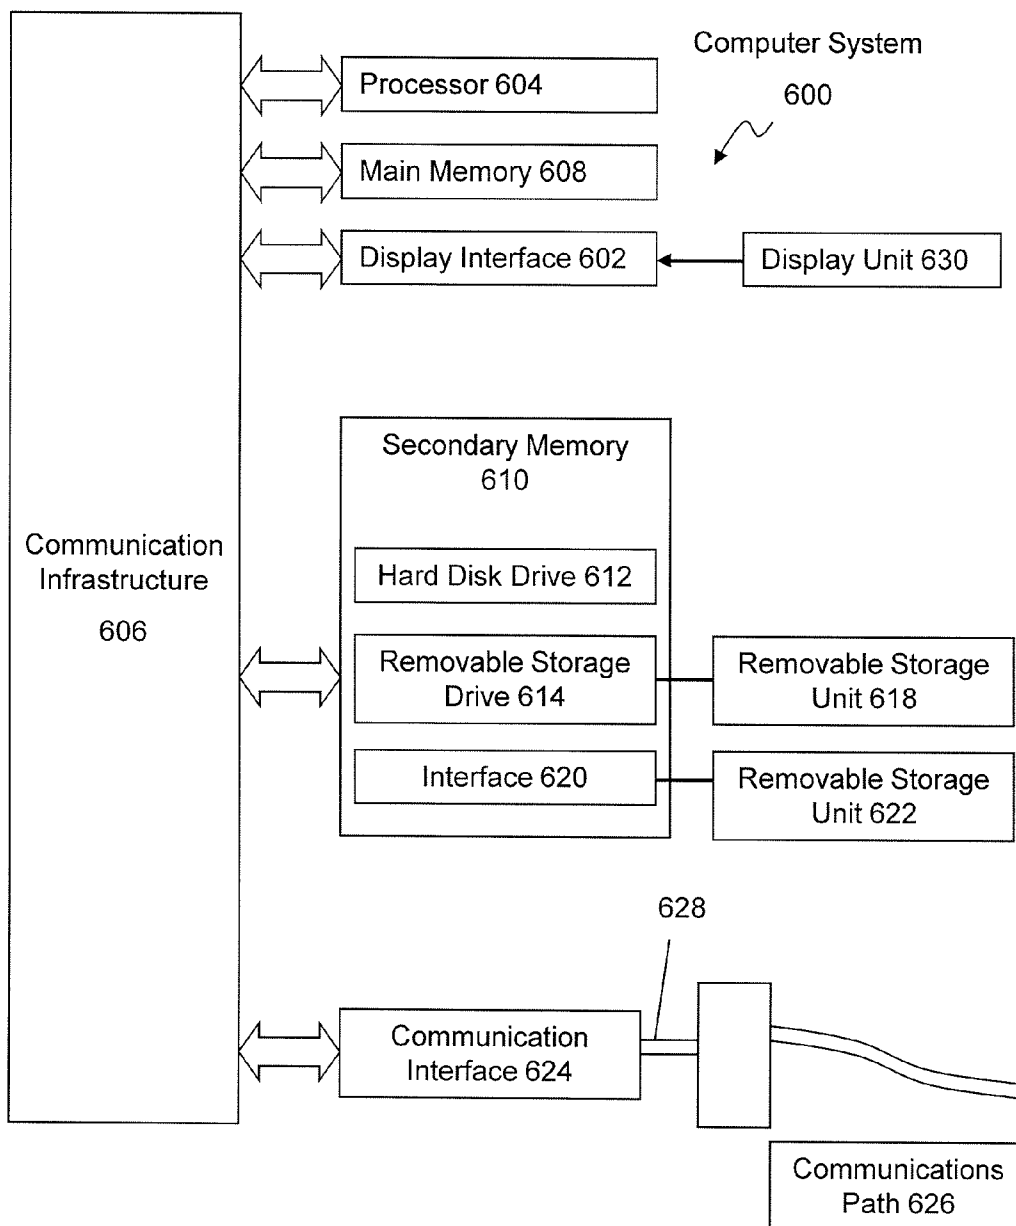 Computer System
600
Processor 604
Main Memory 608
Display Interface 602
Display Unit 630
Secondary Memory
610
Communication
Infrastructure
606
Hard Disk Drive 612
Removable Storage
Drive 614
Removable Storage
Unit 618
Interface 620
Removable Storage
Unit 622
628
Communication
Interface 624
Communications
Path 626